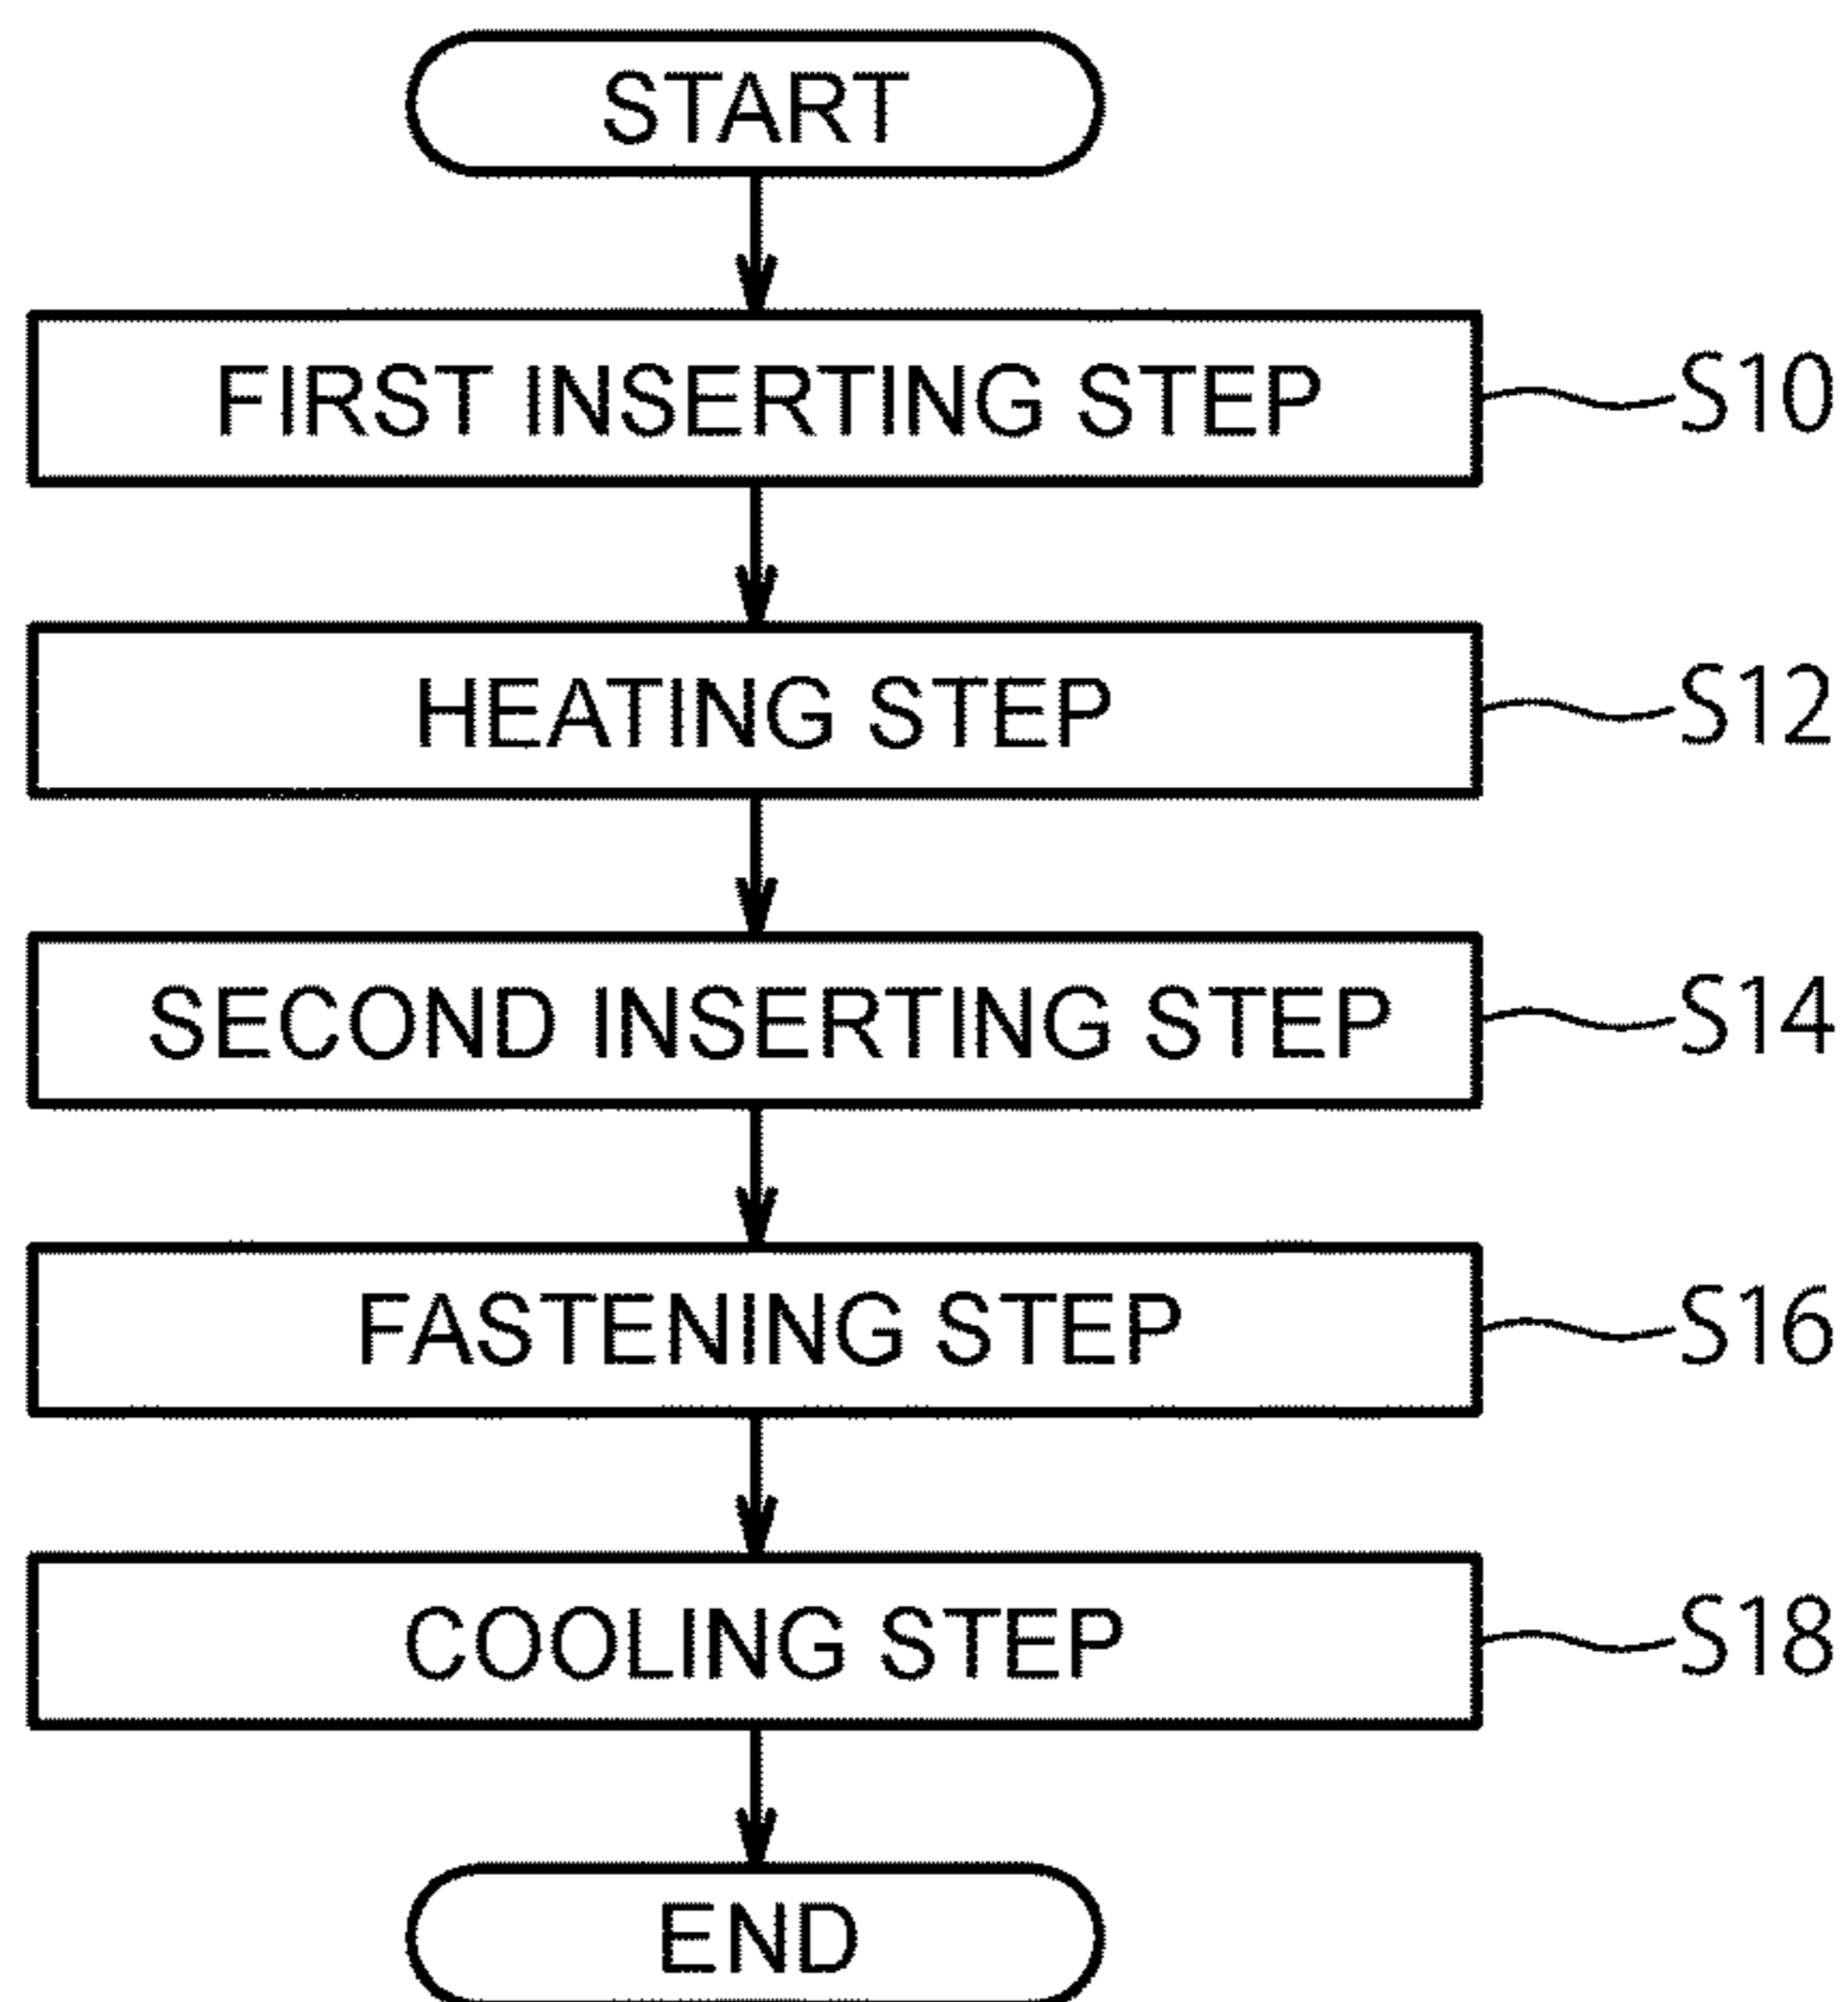 START
FIRST INSERTING STEP S10
HEATING STEP S12
SECOND INSERTING STEP S14
FASTENING STEP S16
COOLING STEP S18
END